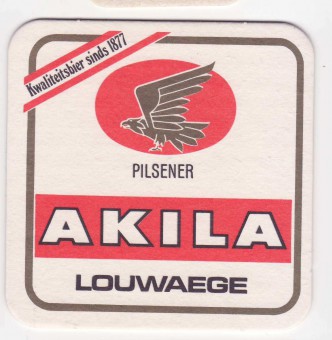 Kwaliteitsbier sinds 1877
PILSENER
AKILA
LOUWAEGE